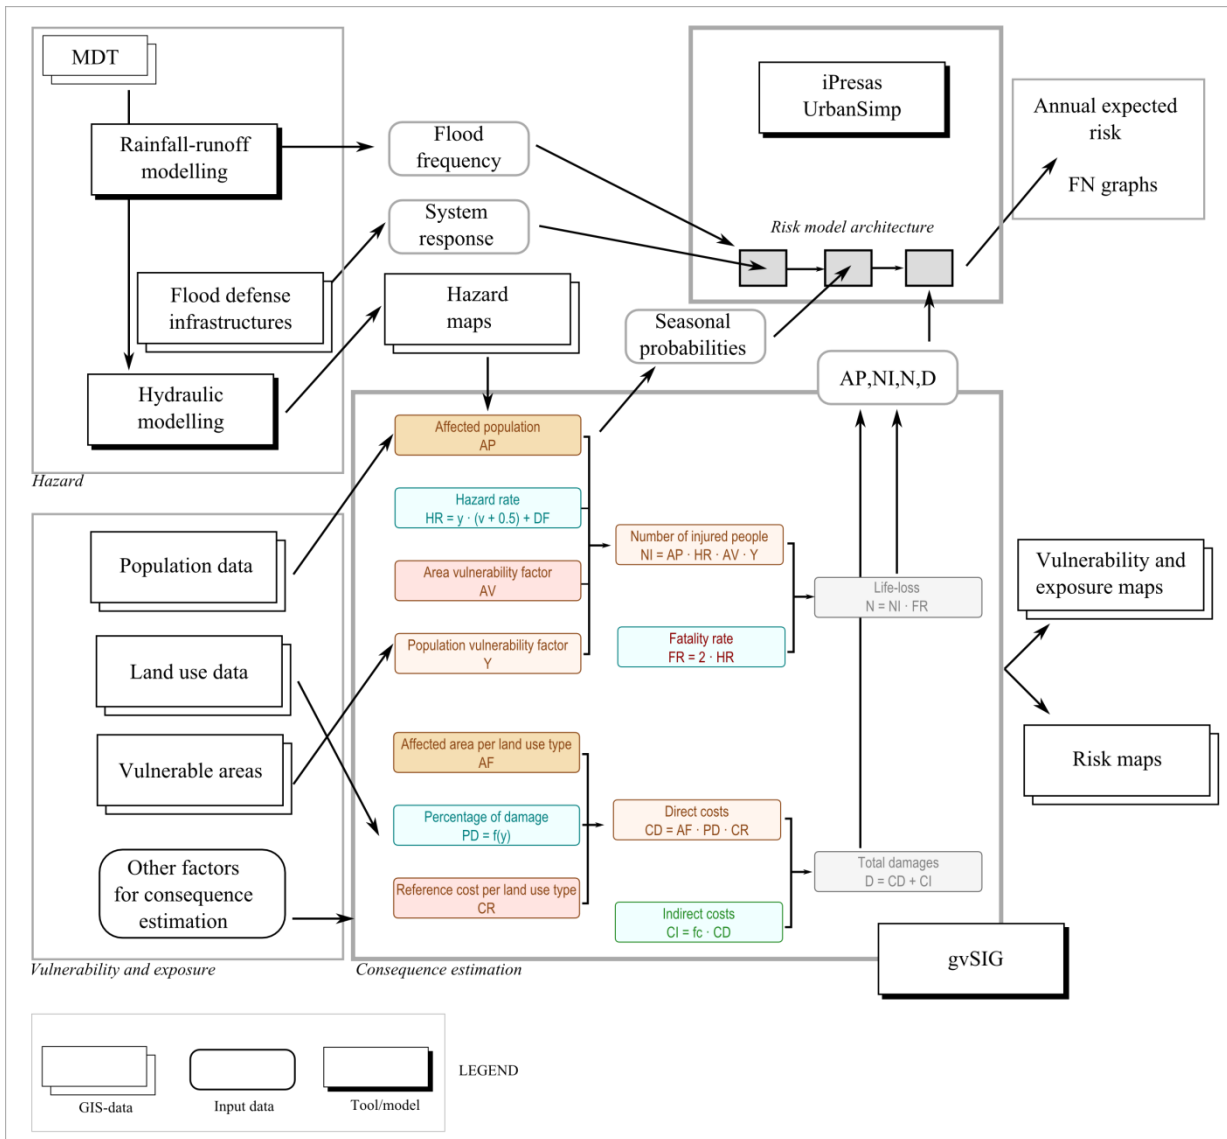 MDT
Rainfall-runoff
modelling
Flood defense
infrastructures
Hydraulic
modelling
Hazard
Flood
frequency
System
response
Hazard
maps
Seasonal
probabilities
iPresas
UrbanSimp
Risk model architecture
Annual expected
risk
FN graphs
AP,NI,N,D
Population data
Land use data
Vulnerable areas
Other factors
for consequence
estimation
Vulnerability and exposure
Affected population
AP
Hazard rate
HR = y · (v + 0.5) + DF
Area vulnerability factor
AV
Population vulnerability factor
Y
Number of injured people
NI = AP · HR · AV · Y
Fatality rate
FR = 2 · HR
Life-loss
N = NI · FR
Affected area per land use type
AF
Percentage of damage
PD = f(y)
Reference cost per land use type
CR
Direct costs
CD = AF · PD · CR
Indirect costs
CI = fc · CD
Total damages
D = CD + CI
Consequence estimation
gvSIG
Vulnerability and
exposure maps
Risk maps
GIS-data
Input data
Tool/model
LEGEND